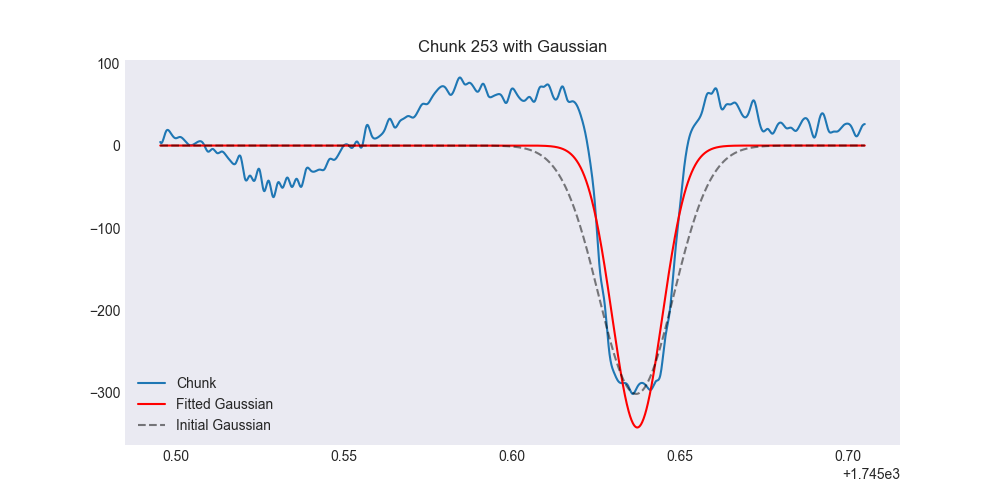 Chunk 253 with Gaussian
100
0
−100
−200
−300
Chunk
Fitted Gaussian
Initial Gaussian
0.50 0.55 0.60 0.65 0.70
+1.745e3